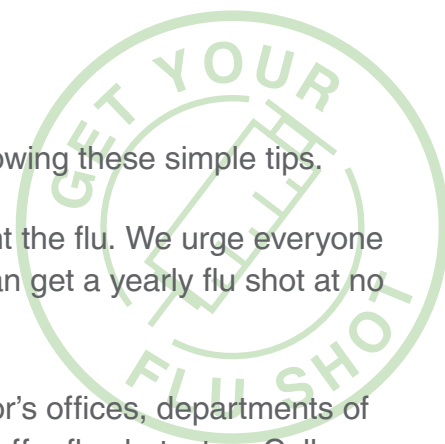 GET YOUR
owing these simple tips.
nt the flu. We urge everyone
an get a yearly flu shot at no
FLU SHOT
or's offices, departments of